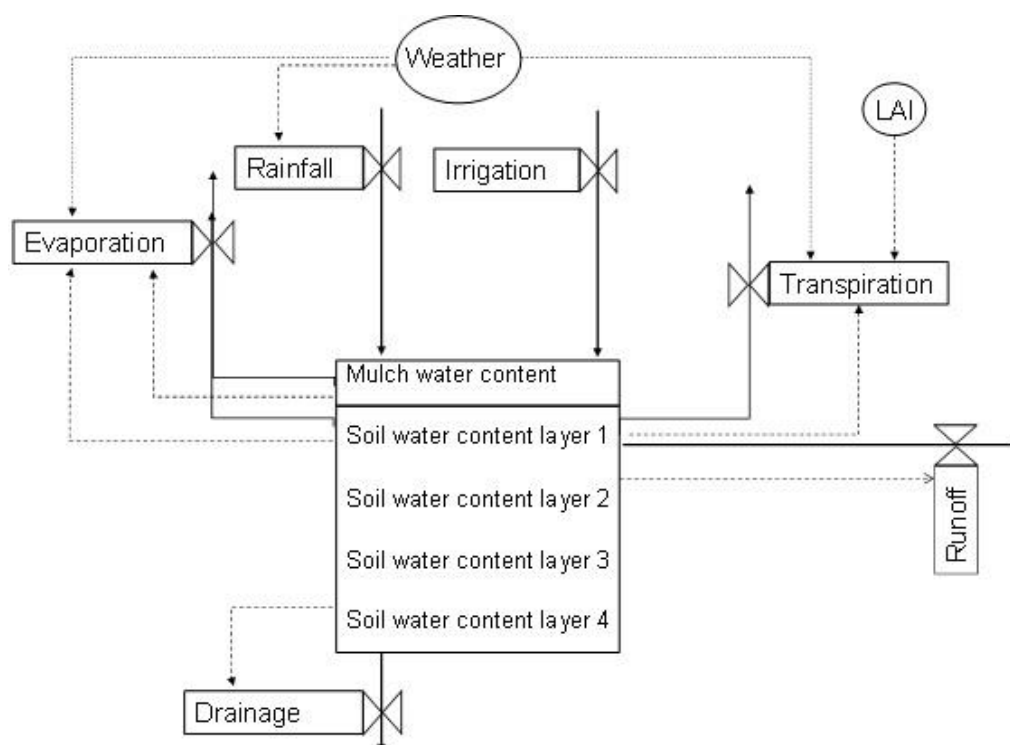 Weather
LAI
Rainfall
Irrigation
Evaporation
Transpiration
Mulch water content
Soil water content layer 1
Soil water content layer 2
Soil water content layer 3
Soil water content layer 4
Runoff
Drainage